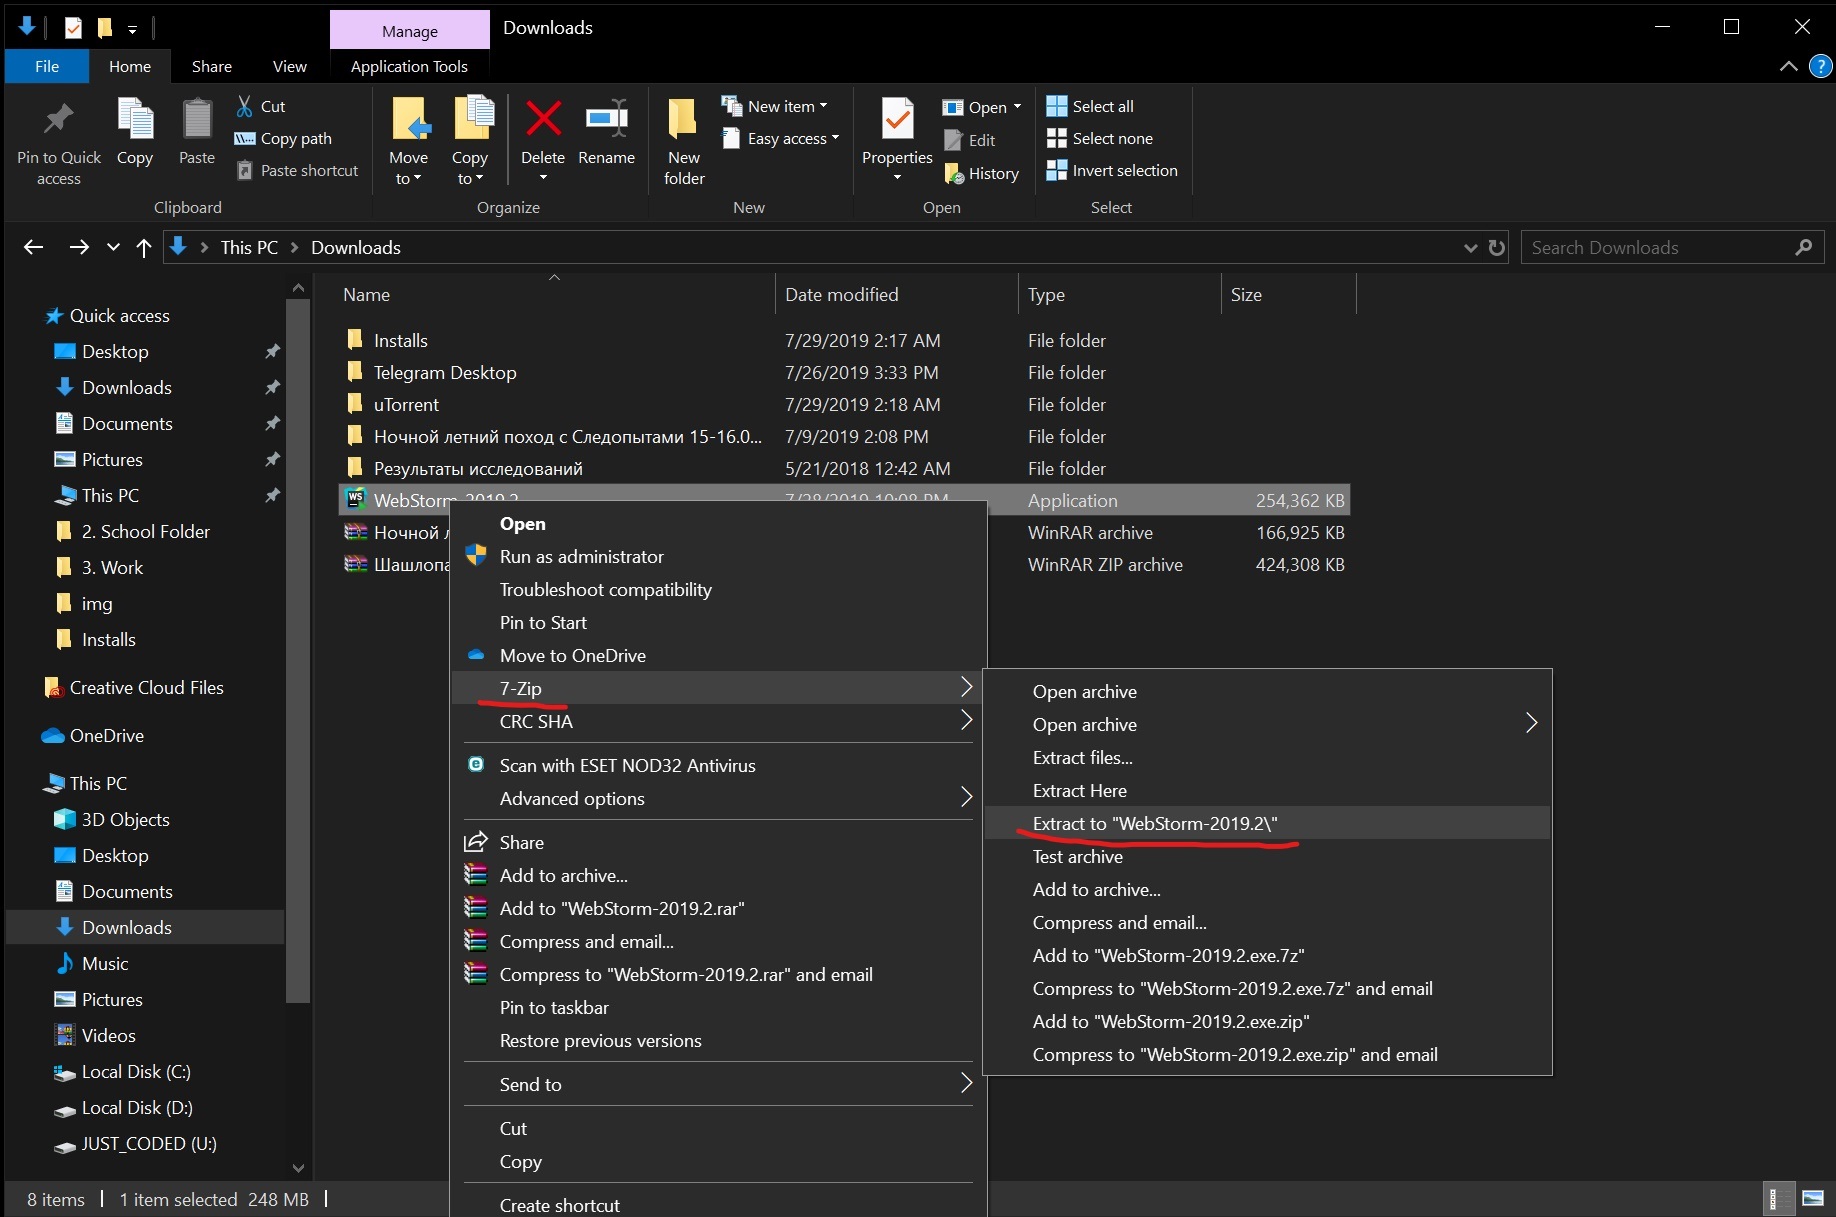 Manage
Downloads
File
Home
Share
View
Application Tools
Pin to Quick access
Copy
Paste
Cut
Copy path
Paste shortcut
Clipboard
Move to
Copy to
Delete
Rename
Organize
New folder
New item
Easy access
New
Properties
Open
Edit
History
Open
Select all
Select none
Invert selection
Select
This PC
Downloads
Search Downloads
Quick access
Desktop
Downloads
Documents
Pictures
This PC
2. School Folder
3. Work
img
Installs
Creative Cloud Files
OneDrive
This PC
3D Objects
Desktop
Documents
Downloads
Music
Pictures
Videos
Local Disk (C:)
Local Disk (D:)
JUST_CODED (U:)
Name Date modified Type Size
Installs 7/29/2019 2:17 AM File folder
Telegram Desktop 7/26/2019 3:33 PM File folder
uTorrent 7/29/2019 2:18 AM File folder
Ночной летний поход с Следопытами 15-16.0... 7/9/2019 2:08 PM File folder
Результаты исследований 5/21/2018 12:42 AM File folder
WebStorm-2019.2 7/28/2019 10:08 PM Application 254,362 KB
Ночной WinRAR archive 166,925 KB
Шашлопа WinRAR ZIP archive 424,308 KB
Open
Run as administrator
Troubleshoot compatibility
Pin to Start
Move to OneDrive
7-Zip
CRC SHA
Scan with ESET NOD32 Antivirus
Advanced options
Share
Add to archive...
Add to "WebStorm-2019.2.rar"
Compress and email...
Compress to "WebStorm-2019.2.rar" and email
Pin to taskbar
Restore previous versions
Send to
Cut
Copy
Create shortcut
Open archive
Open archive
Extract files...
Extract Here
Extract to "WebStorm-2019.2\"
Test archive
Add to archive...
Compress and email...
Add to "WebStorm-2019.2.exe.7z"
Compress to "WebStorm-2019.2.exe.7z" and email
Add to "WebStorm-2019.2.exe.zip"
Compress to "WebStorm-2019.2.exe.zip" and email
8 items
1 item selected 248 MB